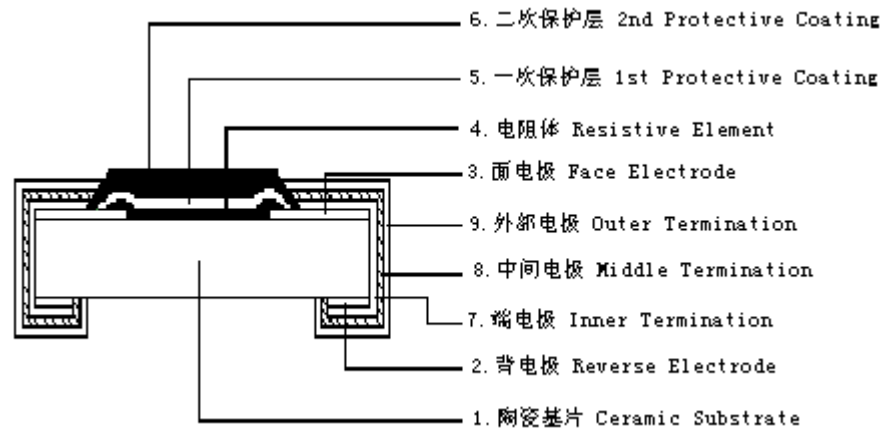 6.二次保护层 2nd Protective Coating
5.一次保护层 1st Protective Coating
4.电阻体 Resistive Element
3.面电极 Face Electrode
9.外部电极 Outer Termination
8.中间电极 Middle Termination
7.端电极 Inner Termination
2.背电极 Reverse Electrode
1.陶瓷基片 Ceramic Substrate